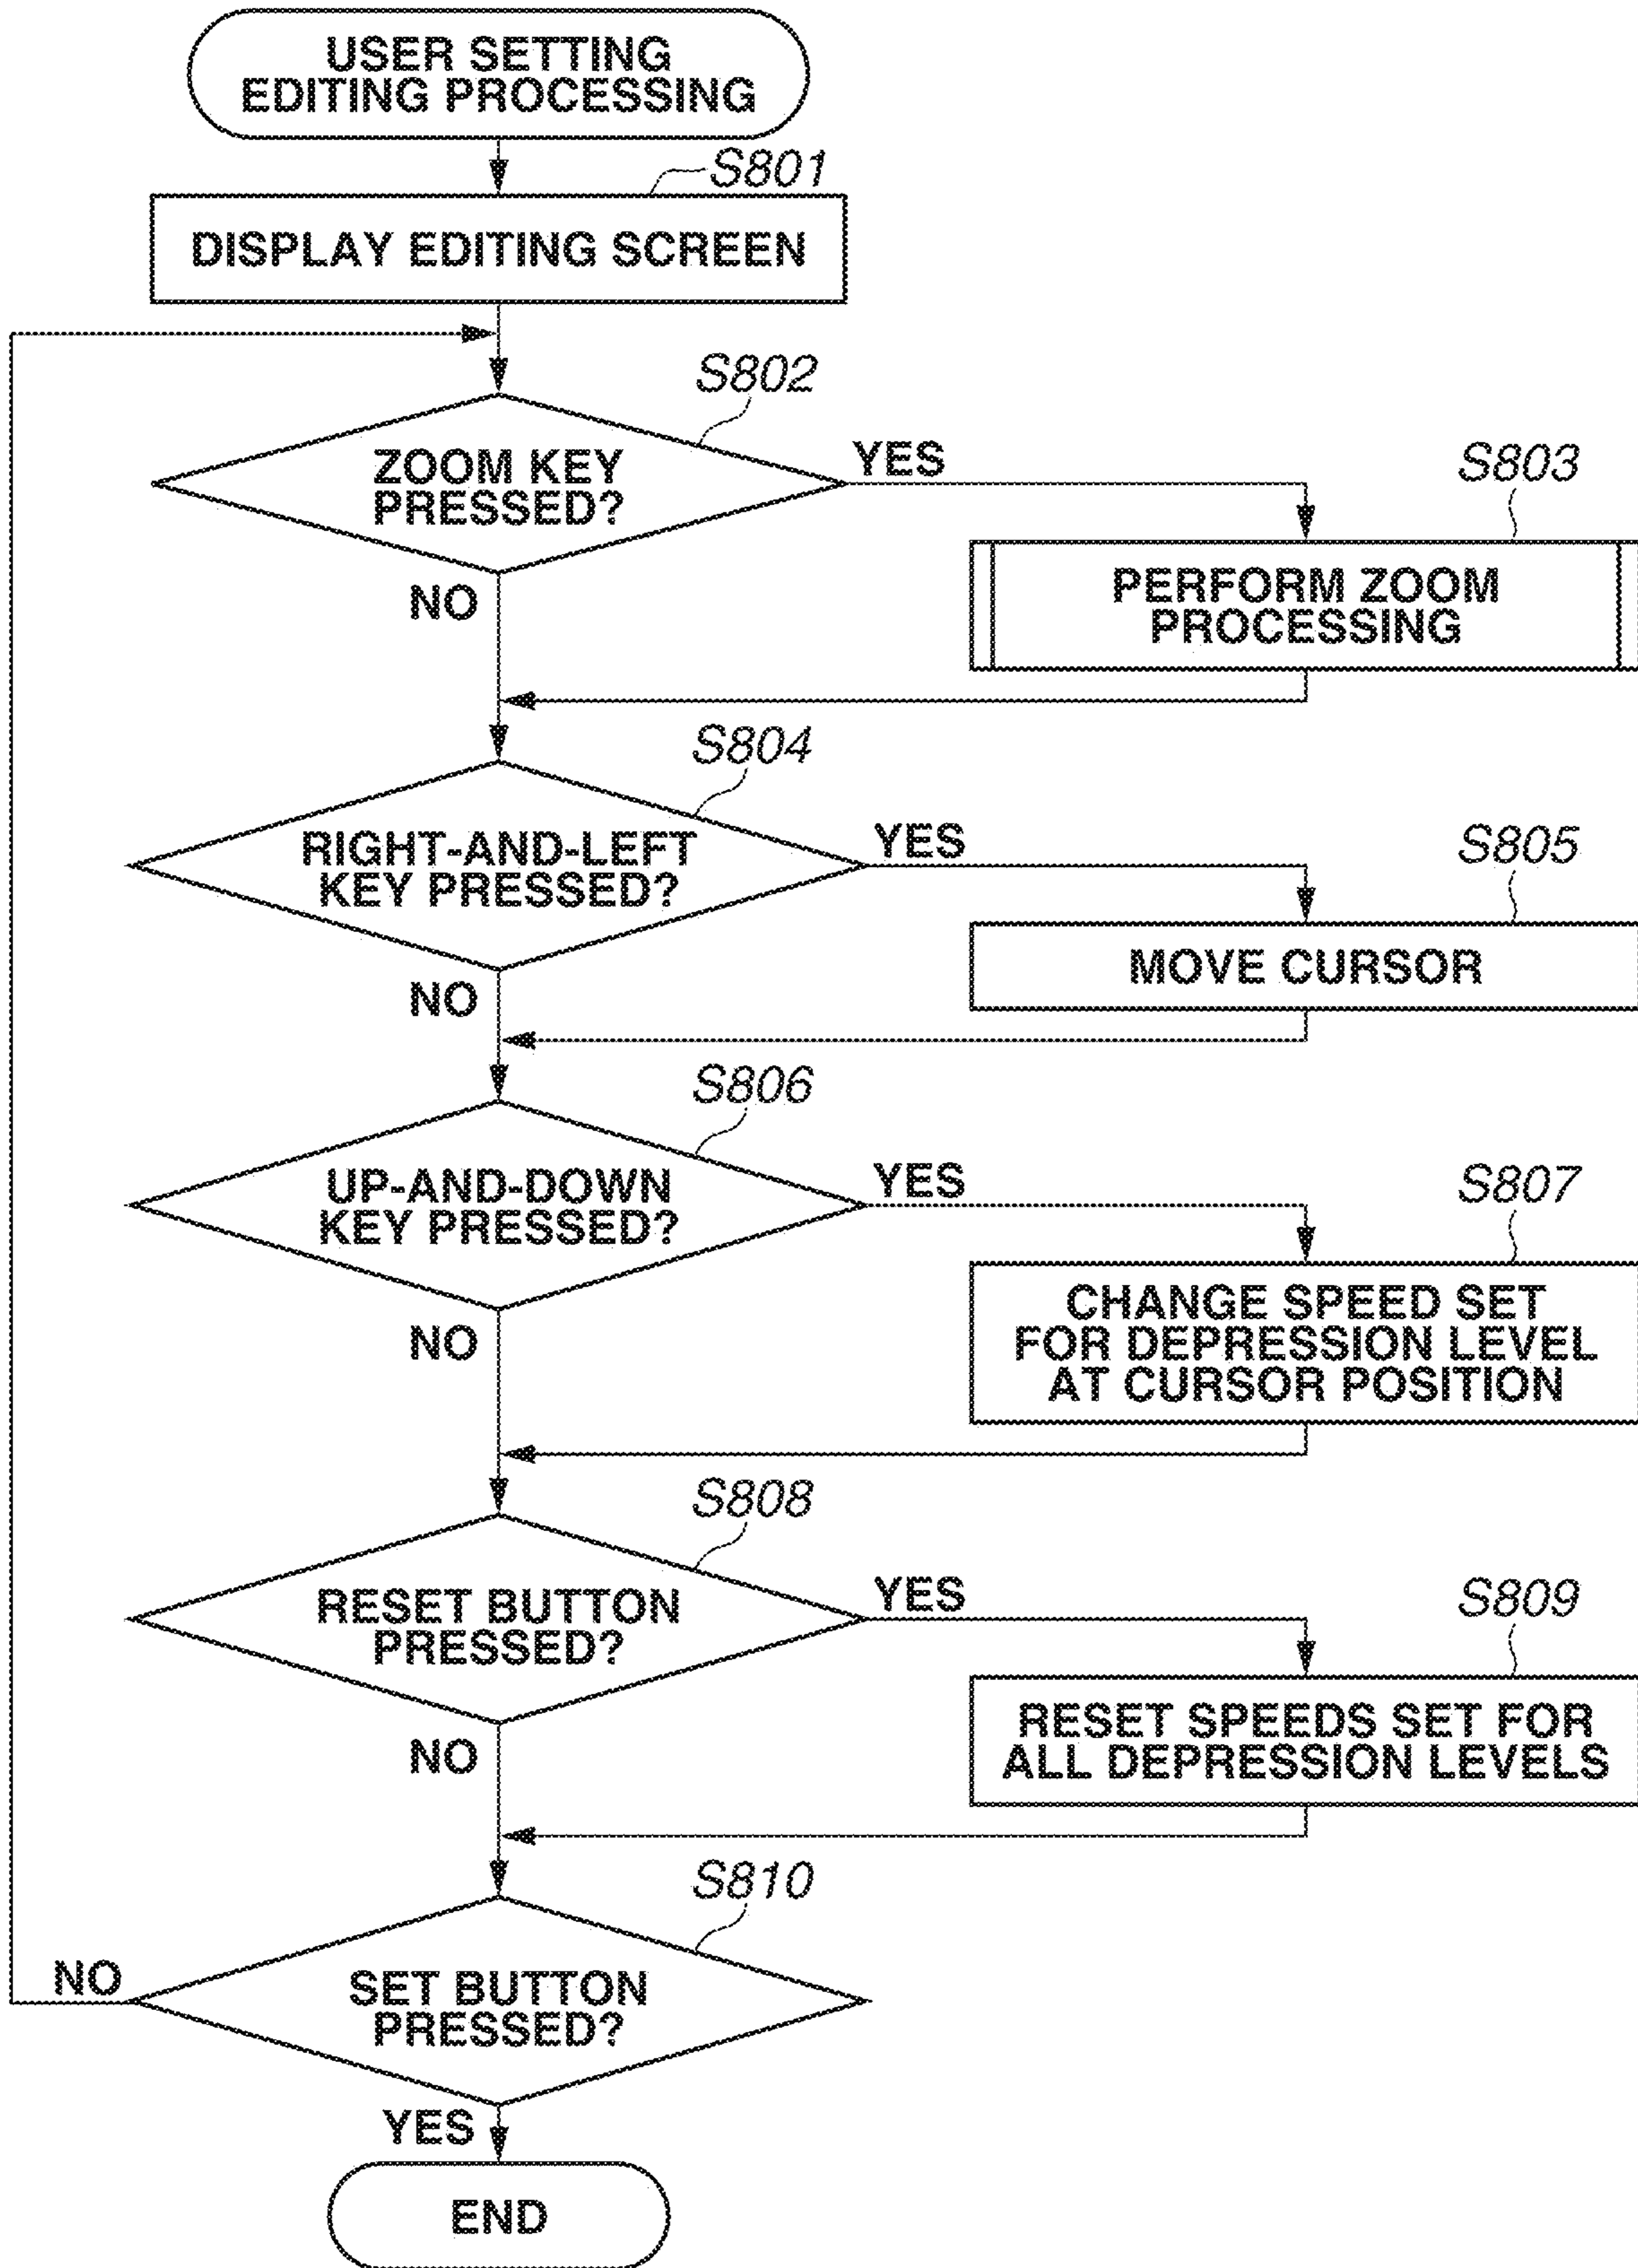 USER SETTING
EDITING PROCESSING
S801
DISPLAY EDITING SCREEN
S802
ZOOM KEY
PRESSED?
YES
NO
S803
PERFORM ZOOM
PROCESSING
S804
RIGHT-AND-LEFT
KEY PRESSED?
YES
NO
S805
MOVE CURSOR
S806
UP-AND-DOWN
KEY PRESSED?
YES
NO
S807
CHANGE SPEED SET
FOR DEPRESSION LEVEL
AT CURSOR POSITION
S808
RESET BUTTON
PRESSED?
YES
NO
S809
RESET SPEEDS SET FOR
ALL DEPRESSION LEVELS
S810
SET BUTTON
PRESSED?
NO
YES
END